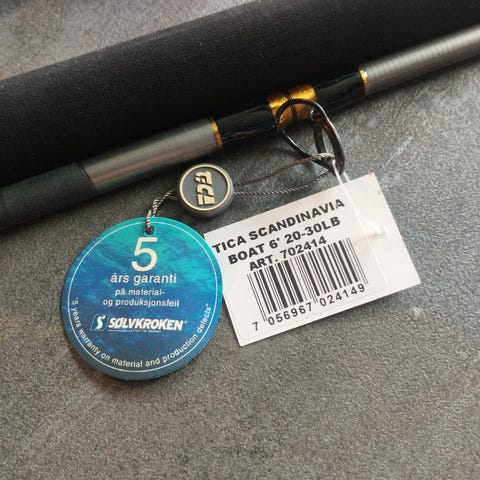 TICA
TICA SCANDINAVIA
BOAT 6' 20-30LB
ART. 702414
7 056967 024149
5
års garanti
på material-
og produksjonsfeil
S SØLVKROKEN®
"5 years warranty on material and production defects"